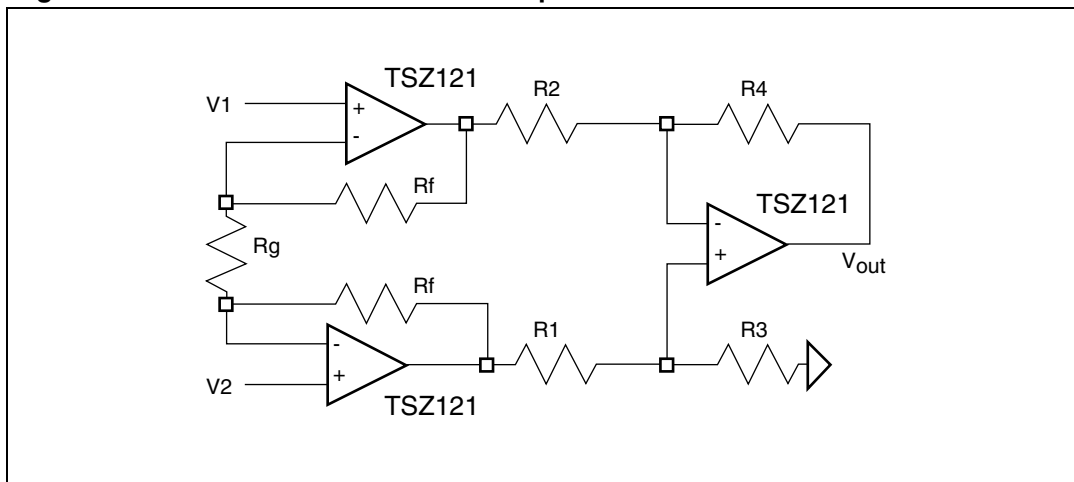 TSZ121
V1
+
-
R2
R4
Rf
TSZ121
-
+
Vout
Rg
Rf
R1
R3
-
+
V2
TSZ121